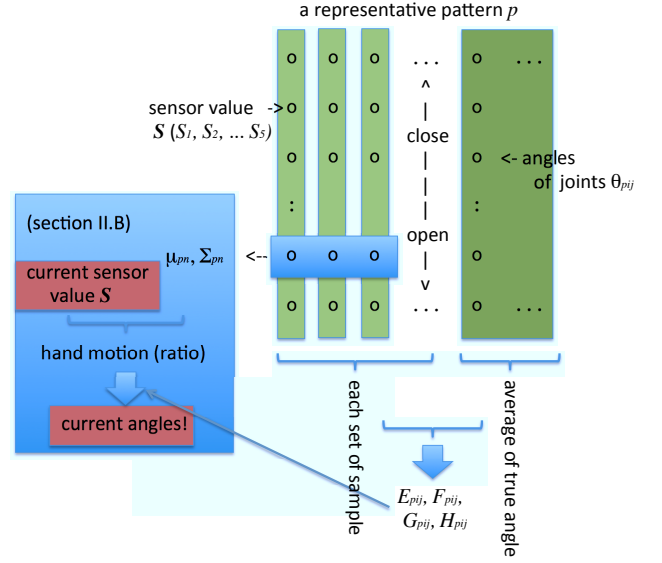 a representative pattern p
o o o ... o ...
sensor value -> o o o ^ o
S (S1, S2, ... S5) | close
o o o | o <- angles
of joints θpij
: | :
(section II.B)
open
μpn, Σpn <-- o o o | o
current sensor
value S
v
o o o ... o ...
hand motion (ratio)
current angles!
each set of sample
average of true angle
Epij, Fpij,
Gpij, Hpij